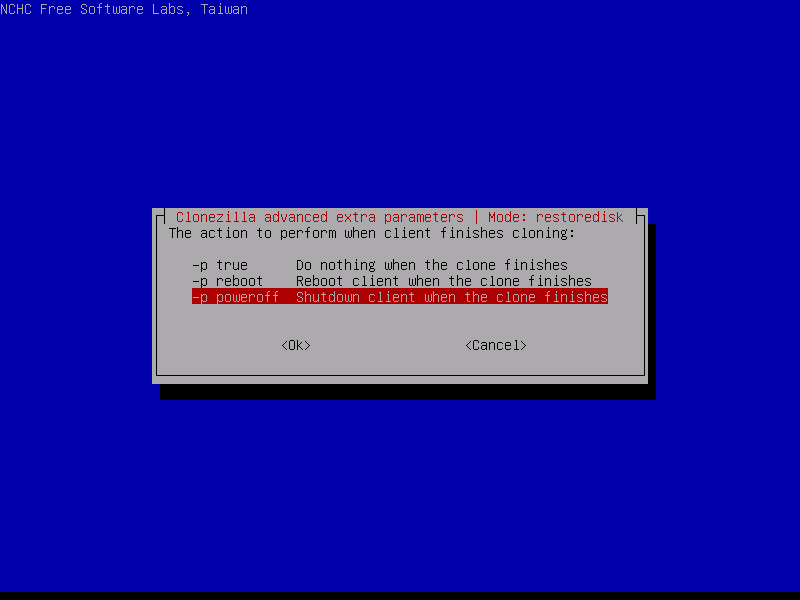 NCHC Free Software Labs, Taiwan
Clonezilla advanced extra parameters | Mode: restoredisk
The action to perform when client finishes cloning:
-p true Do nothing when the clone finishes
-p reboot Reboot client when the clone finishes
-p poweroff Shutdown client when the clone finishes
<Ok> <Cancel>